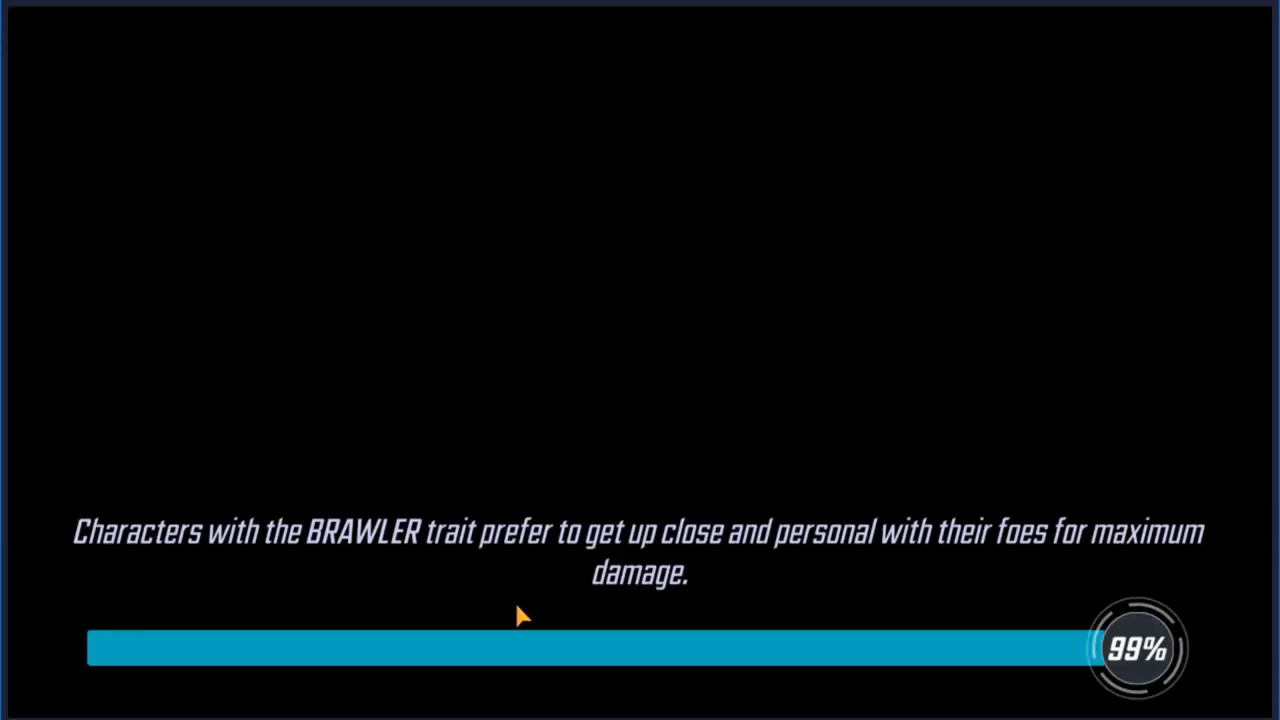 Characters with the BRAWLER trait prefer to get up close and personal with their foes for maximum
damage.
99%